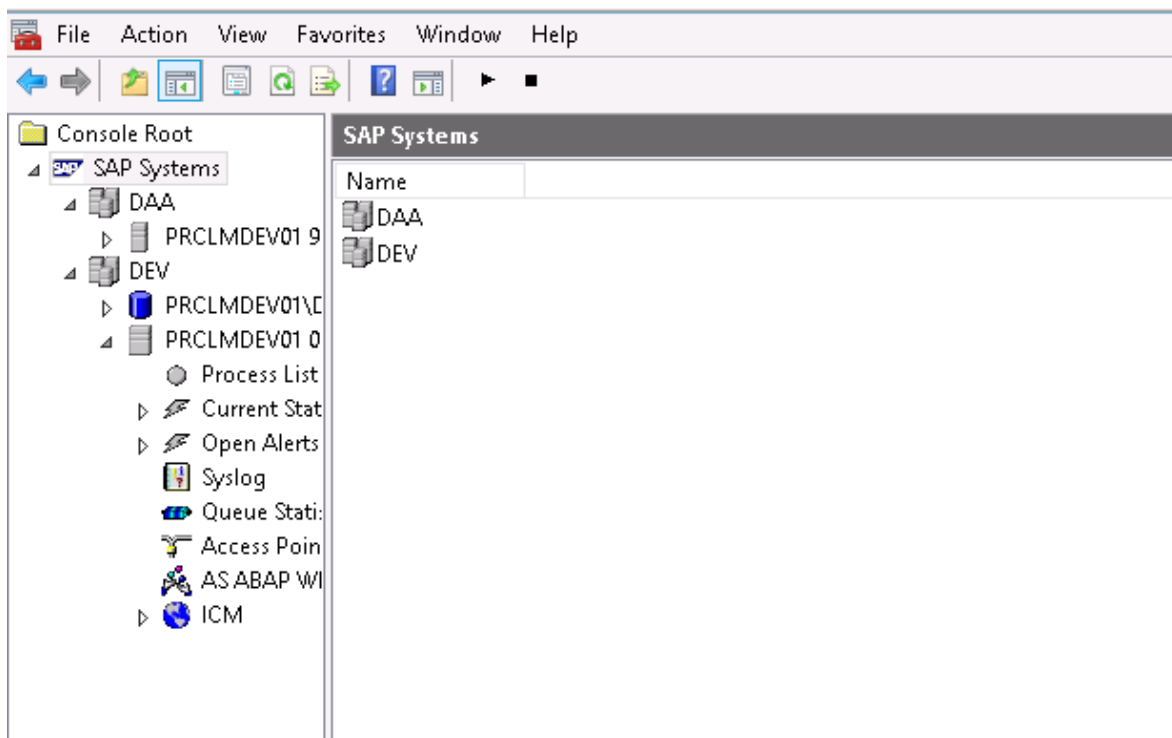 File Action View Favorites Window Help
Console Root
SAP Systems
SAP SAP Systems
Name
DAA
DAA
PRCLMDEV01 9
DEV
DEV
PRCLMDEV01\D
PRCLMDEV01 0
Process List
Current Stat
Open Alerts
Syslog
Queue Stati
Access Poin
AS ABAP WI
ICM